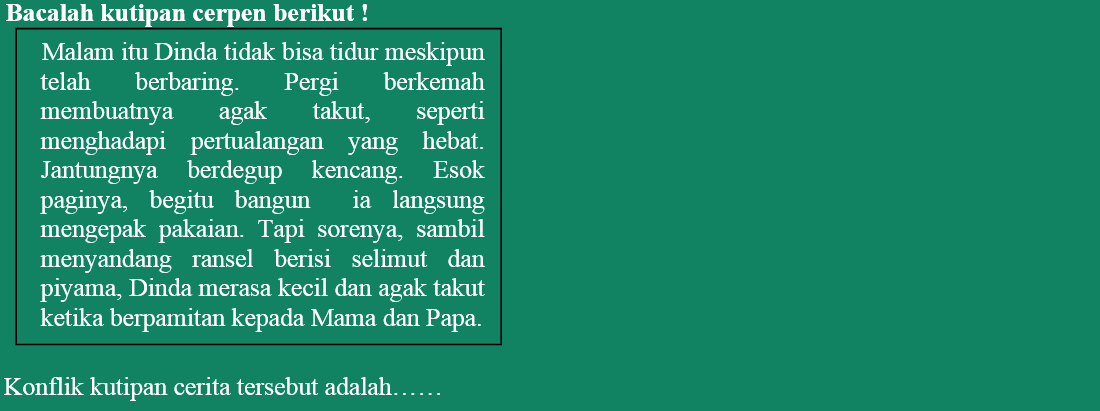 Bacalah kutipan cerpen berikut !
Malam itu Dinda tidak bisa tidur meskipun
telah berbaring. Pergi berkemah
membuatnya agak takut, seperti
menghadapi pertualangan yang hebat.
Jantungnya berdegup kencang. Esok
paginya, begitu bangun ia langsung
mengepak pakaian. Tapi sorenya, sambil
menyandang ransel berisi selimut dan
piyama, Dinda merasa kecil dan agak takut
ketika berpamitan kepada Mama dan Papa.
Konflik kutipan cerita tersebut adalah……